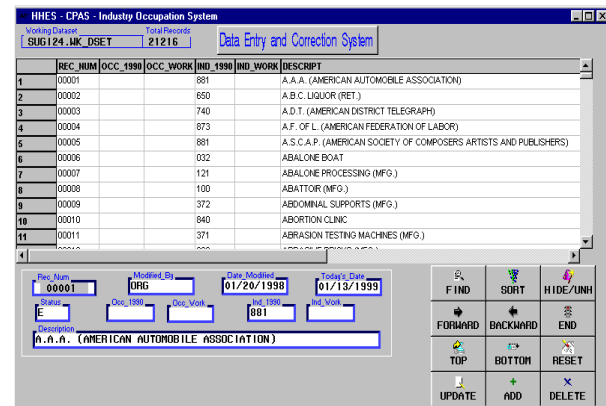 HHES - CPAS - Industry Occupation System
Working Dataset Total Records
SUG124.WK_DSET 21216 Data Entry and Correction System
REC_NUM OCC_1990 OCC_WORK IND_1990 IND_WORK DESCRIPT
1 00001 881 A.A.A. (AMERICAN AUTOMOBILE ASSOCIATION)
2 00002 650 A.B.C. LIQUOR (RET.)
3 00003 740 A.D.T. (AMERICAN DISTRICT TELEGRAPH)
4 00004 873 A.F. OF L. (AMERICAN FEDERATION OF LABOR)
5 00005 881 A.S.C.A.P. (AMERICAN SOCIETY OF COMPOSERS ARTISTS AND PUBLISHERS)
6 00006 032 ABALONE BOAT
7 00007 121 ABALONE PROCESSING (MFG.)
8 00008 100 ABATTOIR (MFG.)
9 00009 372 ABDOMINAL SUPPORTS (MFG.)
10 00010 840 ABORTION CLINIC
11 00011 371 ABRASION TESTING MACHINES (MFG.)
Rec_Num Modified_By Date_Modified Today's_Date
00001 ORG 01/20/1998 01/13/1999
Status Occ_1990 Occ_Work Ind_1990 Ind_Work
E 881
Description
A.A.A. (AMERICAN AUTOMOBILE ASSOCIATION)
FIND SORT HIDE/UNH
FORWARD BACKWARD END
TOP BOTTOM RESET
UPDATE ADD DELETE